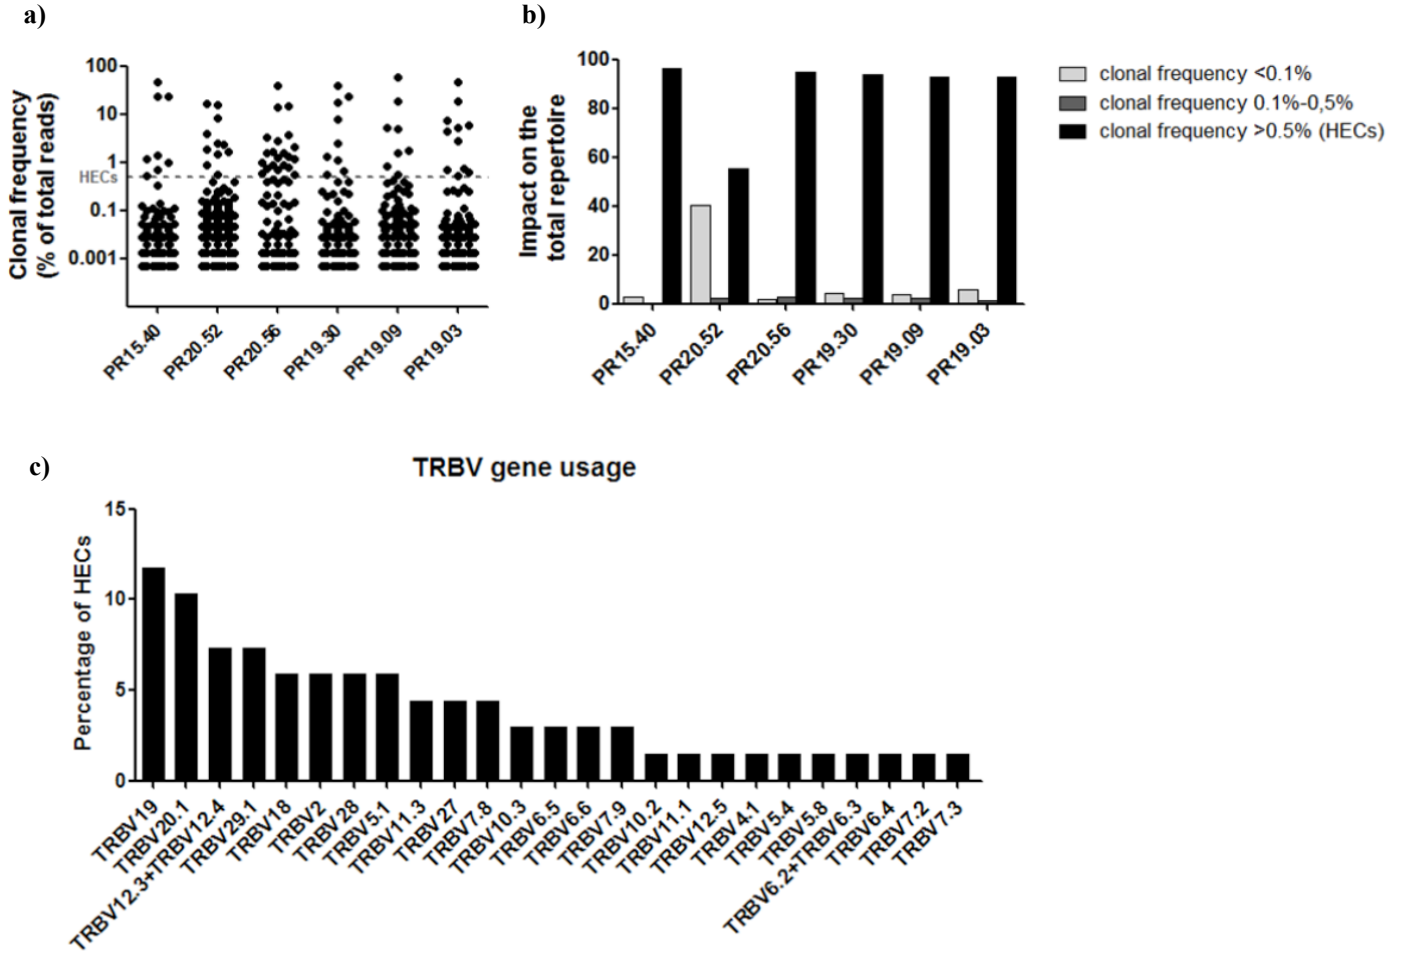 a)
Clonal frequency
(% of total reads)
100
10
1
HECs
0.1
0.001
PR15.40
PR20.52
PR20.56
PR19.30
PR19.09
PR19.03
b)
Impact on the
total repertoire
100
80
60
40
20
0
PR15.40
PR20.52
PR20.56
PR19.30
PR19.09
PR19.03
clonal frequency <0.1%
clonal frequency 0.1%-0,5%
clonal frequency >0.5% (HECs)
c)
TRBV gene usage
Percentage of HECs
15
10
5
0
TRBV19
TRBV20.1
TRBV12.3+TRBV12.4
TRBV29.1
TRBV18
TRBV2
TRBV28
TRBV5.1
TRBV11.3
TRBV27
TRBV7.8
TRBV10.3
TRBV6.5
TRBV6.6
TRBV7.9
TRBV10.2
TRBV11.1
TRBV12.5
TRBV4.1
TRBV5.4
TRBV5.8
TRBV6.2+TRBV6.3
TRBV6.4
TRBV7.2
TRBV7.3